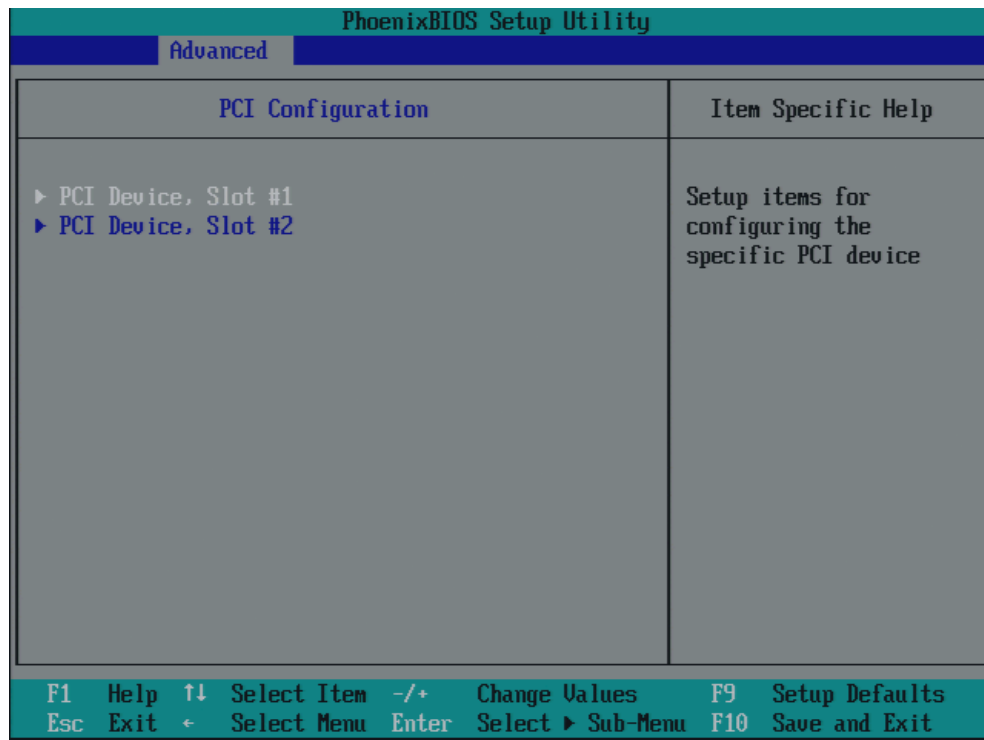 PhoenixBIOS Setup Utility
Advanced
PCI Configuration
Item Specific Help
▶ PCI Device, Slot #1
▶ PCI Device, Slot #2
Setup items for
configuring the
specific PCI device
F1 Help ↑↓ Select Item -/+ Change Values F9 Setup Defaults
Esc Exit ← Select Menu Enter Select ▶ Sub-Menu F10 Save and Exit